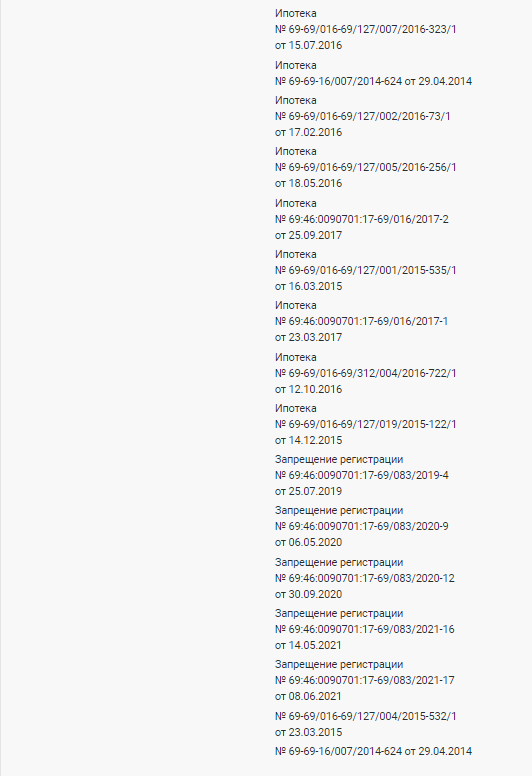 Ипотека
№ 69-69/016-69/127/007/2016-323/1
от 15.07.2016
Ипотека
№ 69-69-16/007/2014-624 от 29.04.2014
Ипотека
№ 69-69/016-69/127/002/2016-73/1
от 17.02.2016
Ипотека
№ 69-69/016-69/127/005/2016-256/1
от 18.05.2016
Ипотека
№ 69:46:0090701:17-69/016/2017-2
от 25.09.2017
Ипотека
№ 69-69/016-69/127/001/2015-535/1
от 16.03.2015
Ипотека
№ 69:46:0090701:17-69/016/2017-1
от 23.03.2017
Ипотека
№ 69-69/016-69/312/004/2016-722/1
от 12.10.2016
Ипотека
№ 69-69/016-69/127/019/2015-122/1
от 14.12.2015
Запрещение регистрации
№ 69:46:0090701:17-69/083/2019-4
от 25.07.2019
Запрещение регистрации
№ 69:46:0090701:17-69/083/2020-9
от 06.05.2020
Запрещение регистрации
№ 69:46:0090701:17-69/083/2020-12
от 30.09.2020
Запрещение регистрации
№ 69:46:0090701:17-69/083/2021-16
от 14.05.2021
Запрещение регистрации
№ 69:46:0090701:17-69/083/2021-17
от 08.06.2021
№ 69-69/016-69/127/004/2015-532/1
от 23.03.2015
№ 69-69-16/007/2014-624 от 29.04.2014